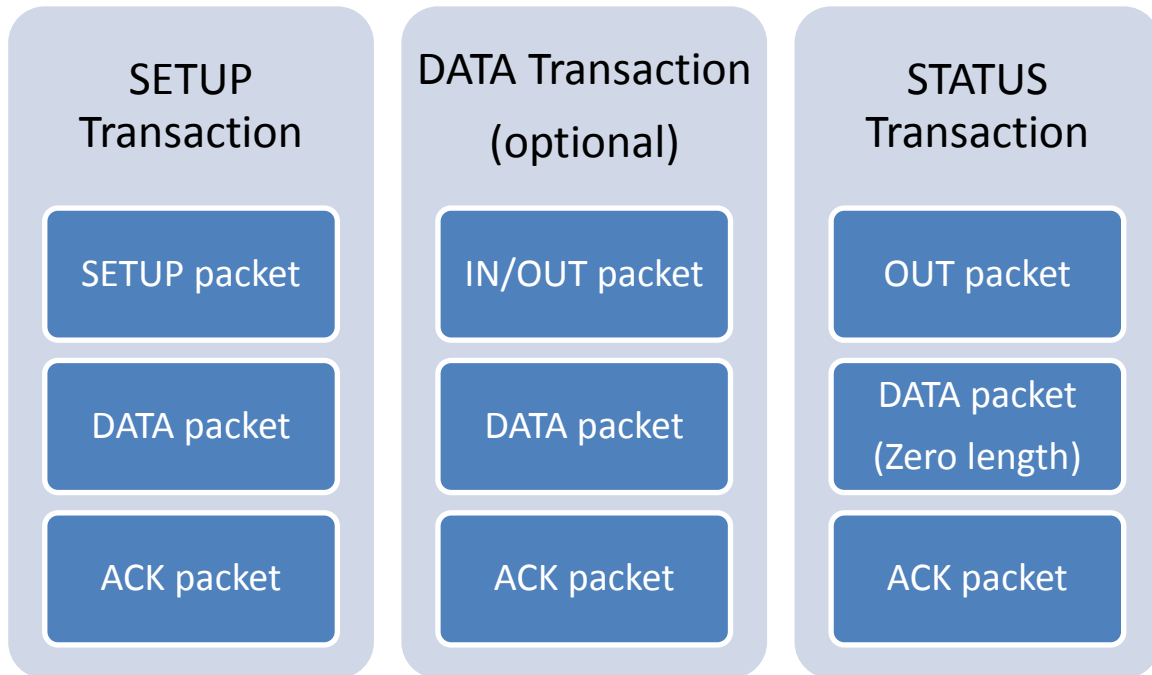 SETUP
Transaction
SETUP packet
DATA packet
ACK packet
DATA Transaction
(optional)
IN/OUT packet
DATA packet
ACK packet
STATUS
Transaction
OUT packet
DATA packet
(Zero length)
ACK packet